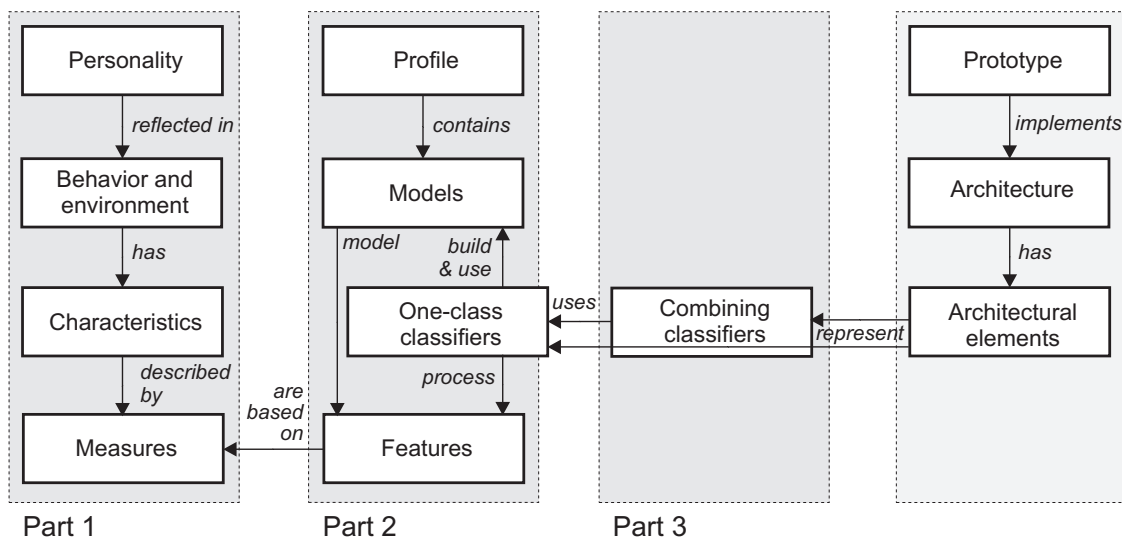 Personality
reflected in
Behavior and
environment
has
Characteristics
described
by
Measures
Part 1
are
based
on
Profile
contains
Models
model
build
& use
One-class
classifiers
process
Features
Part 2
uses
Combining
classifiers
Part 3
represent
Prototype
implements
Architecture
has
Architectural
elements